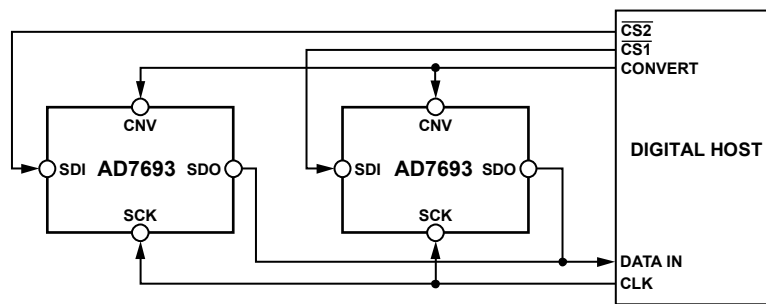 CS2
CS1
CONVERT
CNV
CNV
DIGITAL HOST
SDI AD7693 SDO
SDI AD7693 SDO
SCK
SCK
DATA IN
CLK